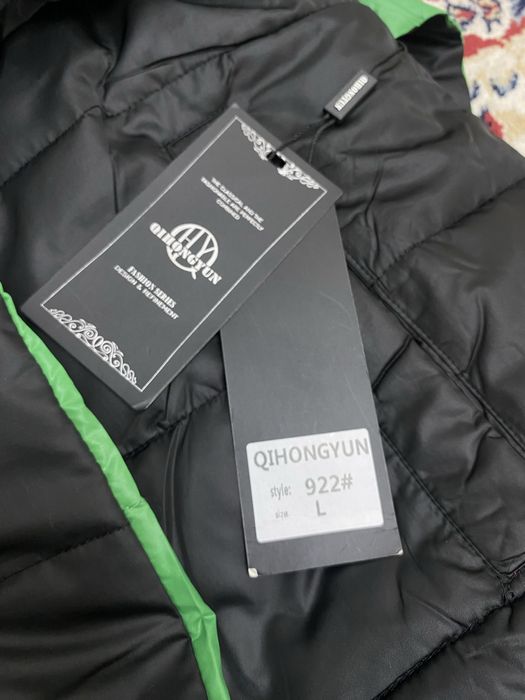 QIHONGYUN
THE CLASSICAL AND THE
FASHIONABLE ARE PERFECTLY
COMBINED
QHY
QIHONGYUN
FASHION SERIES
DESIGN & REFINEMENT
QIHONGYUN
style: 922#
size: L